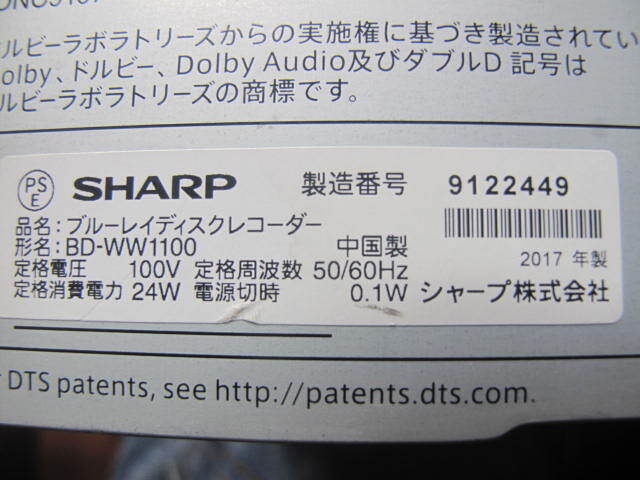 ドルビーラボラトリーズからの実施権に基づき製造されてい
Dolby、ドルビー、Dolby Audio及びダブルD 記号は
ドルビーラボラトリーズの商標です。
PS
E
SHARP 製造番号 9122449
品名：ブルーレイディスクレコーダー
形名：BD-WW1100 中国製 2017 年製
定格電圧 100V 定格周波数 50/60Hz
定格消費電力 24W 電源切時 0.1W シャープ株式会社
DTS patents, see http://patents.dts.com.